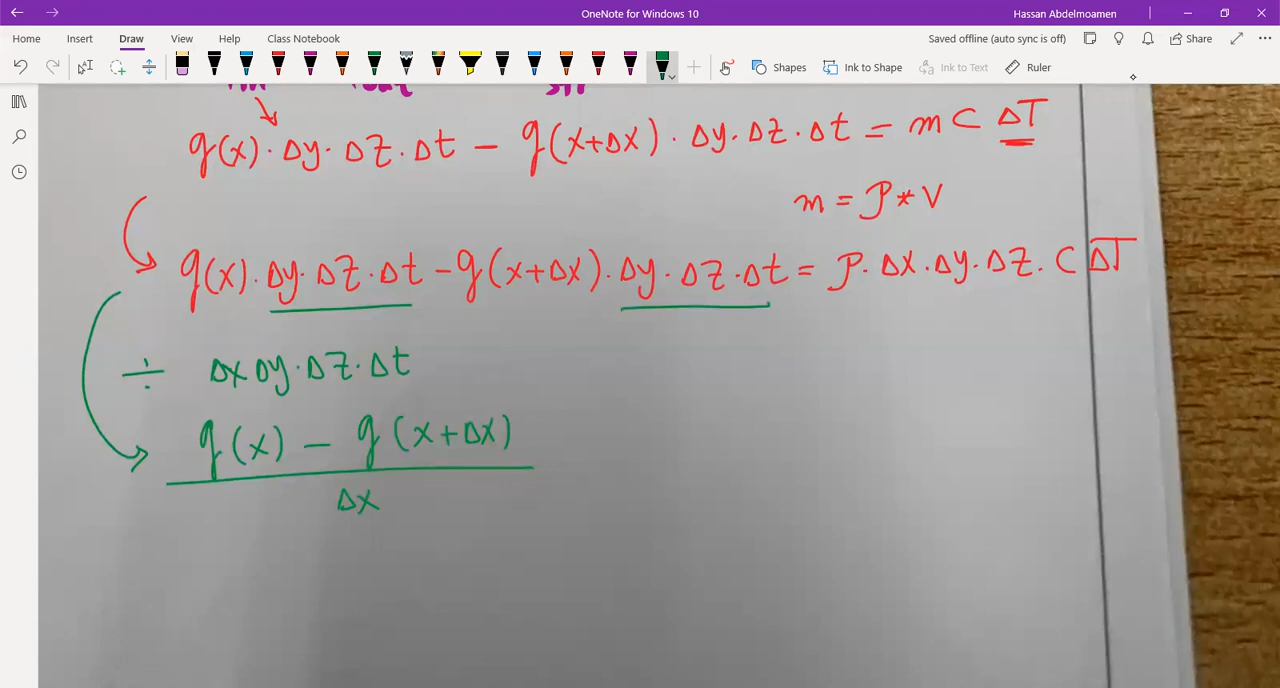 OneNote for Windows 10
Hassan Abdelmoamen
Home Insert Draw View Help Class Notebook
Saved offline (auto sync is off) Share
Shapes Ink to Shape Ink to Text Ruler
q(x) · Δy · Δz · Δt − q(x+Δx) · Δy · Δz · Δt = m C ΔT
m = ρ * V
q(x) · Δy · Δz · Δt − q(x+Δx) · Δy · Δz · Δt = ρ · Δx · Δy · Δz · C ΔT
÷ Δx Δy · Δz · Δt
q(x) − q(x+Δx)
Δx